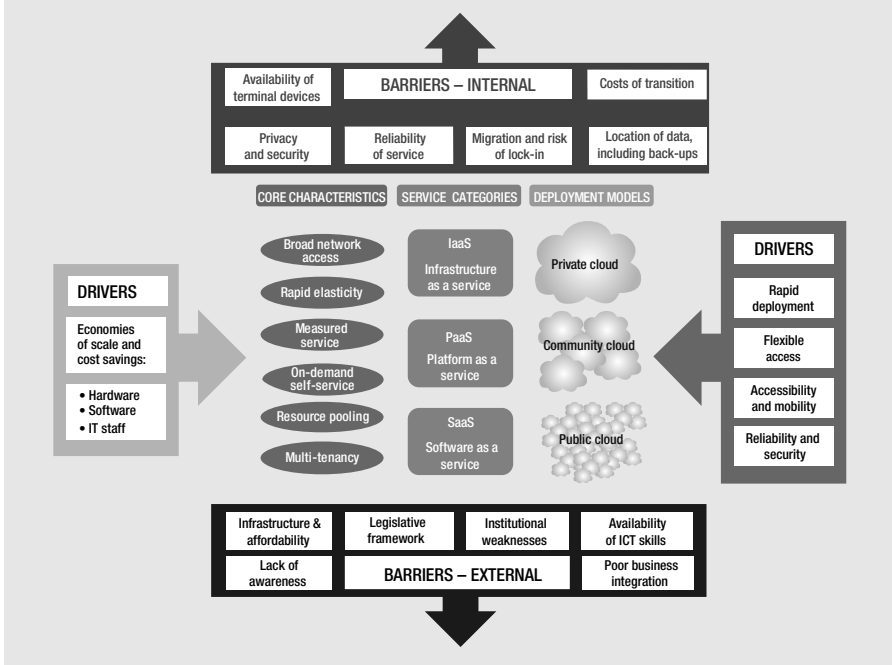 Availability of
terminal devices
BARRIERS – INTERNAL
Costs of transition
Privacy
and security
Reliability
of service
Migration and risk
of lock-in
Location of data,
including back-ups
CORE CHARACTERISTICS
SERVICE CATEGORIES
DEPLOYMENT MODELS
DRIVERS
Economies
of scale and
cost savings:
• Hardware
• Software
• IT staff
Broad network
access
Rapid elasticity
Measured
service
On-demand
self-service
Resource pooling
Multi-tenancy
IaaS
Infrastructure
as a service
PaaS
Platform as a
service
SaaS
Software as a
service
Private cloud
Community cloud
Public cloud
DRIVERS
Rapid
deployment
Flexible
access
Accessibility
and mobility
Reliability and
security
Infrastructure &
affordability
Legislative
framework
Institutional
weaknesses
Availability
of ICT skills
Lack of
awareness
BARRIERS – EXTERNAL
Poor business
integration